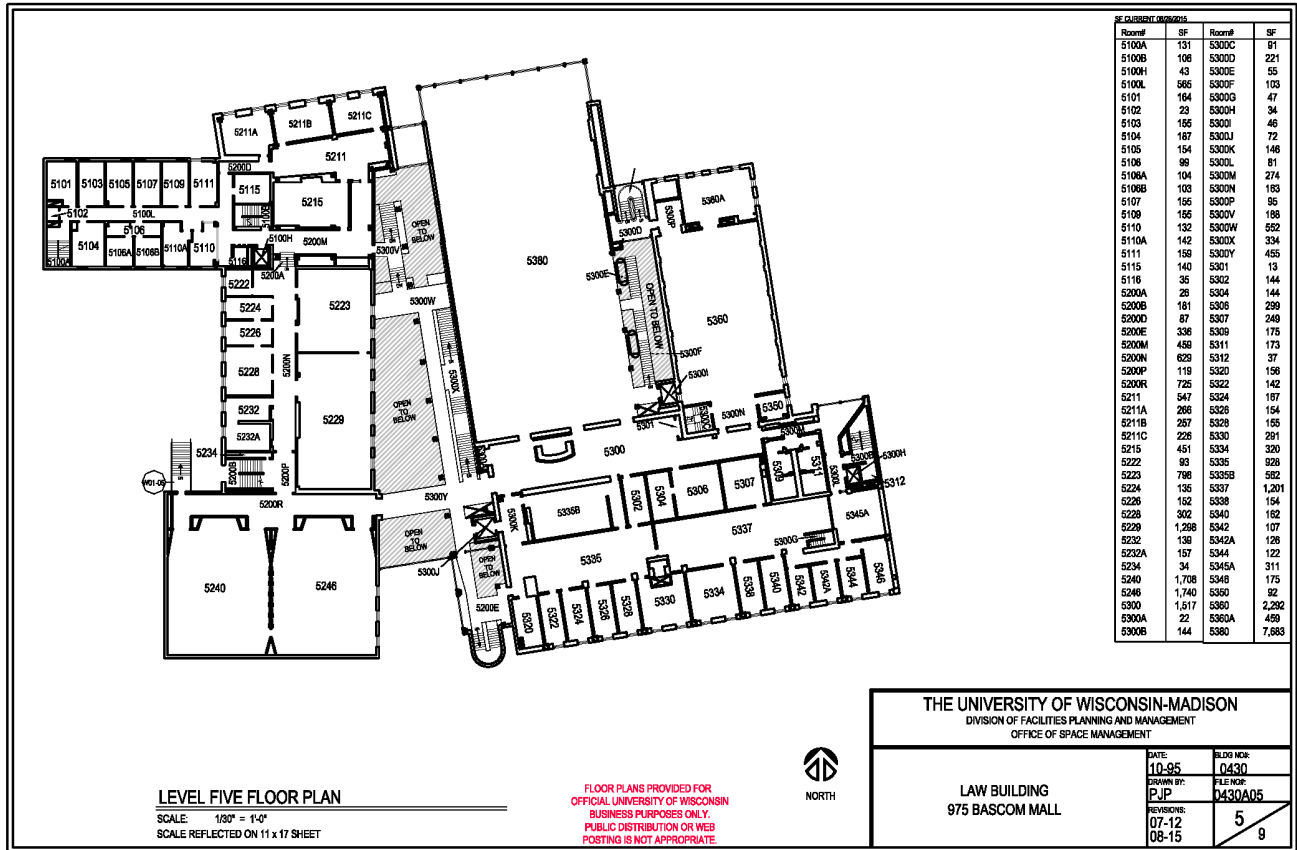 SF CURRENT 08/26/2015
Room# SF Room# SF
5100A 131 5300C 91
5100B 106 5300D 221
5100H 43 5300E 55
5100L 565 5300F 103
5101 164 5300G 47
5102 23 5300H 34
5103 155 5300I 46
5104 187 5300J 72
5105 154 5300K 146
5106 99 5300L 81
5106A 104 5300M 274
5106B 103 5300N 163
5107 155 5300P 95
5109 155 5300V 188
5110 132 5300W 552
5110A 142 5300X 334
5111 159 5300Y 455
5115 140 5301 13
5116 35 5302 144
5200A 26 5304 144
5200B 181 5306 299
5200D 87 5307 249
5200E 336 5309 175
5200M 459 5311 173
5200N 629 5312 37
5200P 119 5320 156
5200R 725 5322 142
5211 547 5324 167
5211A 266 5326 154
5211B 257 5328 155
5211C 226 5330 291
5215 451 5334 320
5222 93 5335 928
5223 798 5335B 562
5224 135 5337 1,201
5226 152 5338 154
5228 302 5340 162
5229 1,298 5342 107
5232 139 5342A 126
5232A 157 5344 122
5234 34 5345A 311
5240 1,708 5346 175
5246 1,740 5350 92
5300 1,517 5360 2,292
5300A 22 5360A 459
5300B 144 5380 7,683
5211A 5211B 5211C
5211
5200D
5101 5103 5105 5107 5109 5111
5115
5215
5102
5100L
5100B
5106
5104 5106A 5106B 5110A 5110
5100A
5100H
5200M
5116
5200A
5300V
OPEN
TO
BELOW
5222
5224
5226
5228
5232
5232A
5234
5223
5229
5200N
5200B
5200P
5200R
W01-05
5240
5246
5300W
5300X
OPEN
TO
BELOW
5300Y
OPEN
TO
BELOW
5300J
OPEN
TO
BELOW
5200E
5380
5300D
5300P
5360A
5300E
OPEN TO BELOW
5360
5300F
5300I
5301
5300C
5300N
5350
5300
5300M
5300B
5300H
5309
5311
5300L
5312
5302
5304
5306
5307
5335B
5300K
5337
5345A
5300G
5335
5320
5322
5324
5326
5328
5330
5334
5338
5340
5342
5342A
5344
5346
LEVEL FIVE FLOOR PLAN
SCALE: 1/30" = 1'-0"
SCALE REFLECTED ON 11 x 17 SHEET
FLOOR PLANS PROVIDED FOR
OFFICIAL UNIVERSITY OF WISCONSIN
BUSINESS PURPOSES ONLY.
PUBLIC DISTRIBUTION OR WEB
POSTING IS NOT APPROPRIATE.
NORTH
THE UNIVERSITY OF WISCONSIN-MADISON
DIVISION OF FACILITIES PLANNING AND MANAGEMENT
OFFICE OF SPACE MANAGEMENT
LAW BUILDING
975 BASCOM MALL
DATE:
10-95
BLDG NO#:
0430
DRAWN BY:
PJP
FILE NO#:
0430A05
REVISIONS:
07-12
08-15
5
9